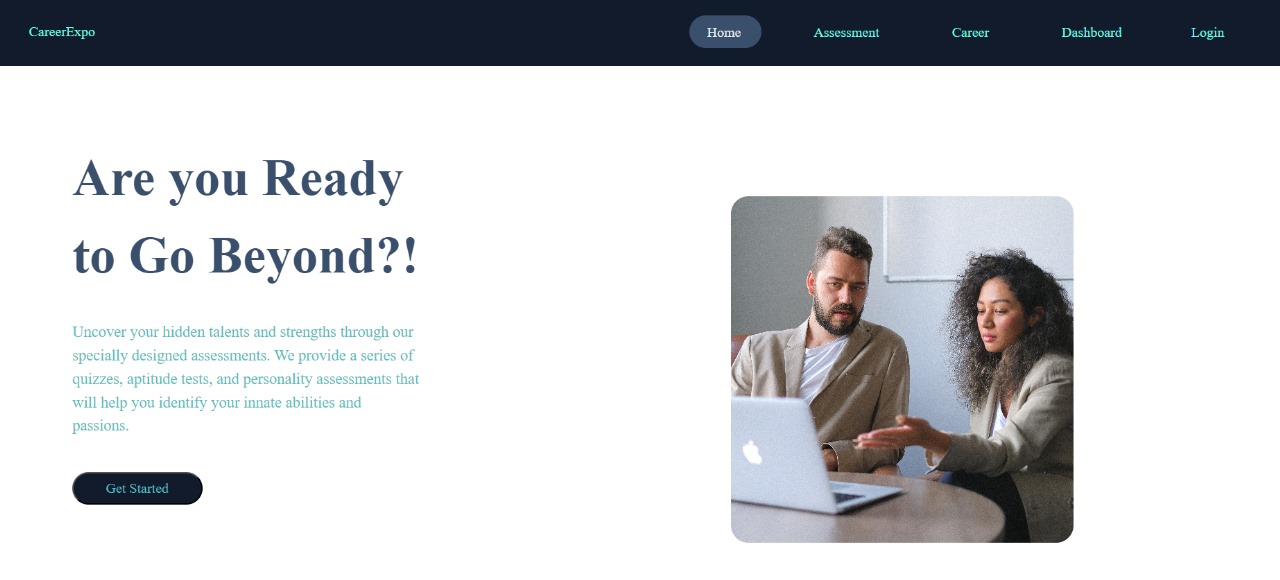 CareerExpo
Home
Assessment
Career
Dashboard
Login
Are you Ready
to Go Beyond?!
Uncover your hidden talents and strengths through our
specially designed assessments. We provide a series of
quizzes, aptitude tests, and personality assessments that
will help you identify your innate abilities and
passions.
Get Started